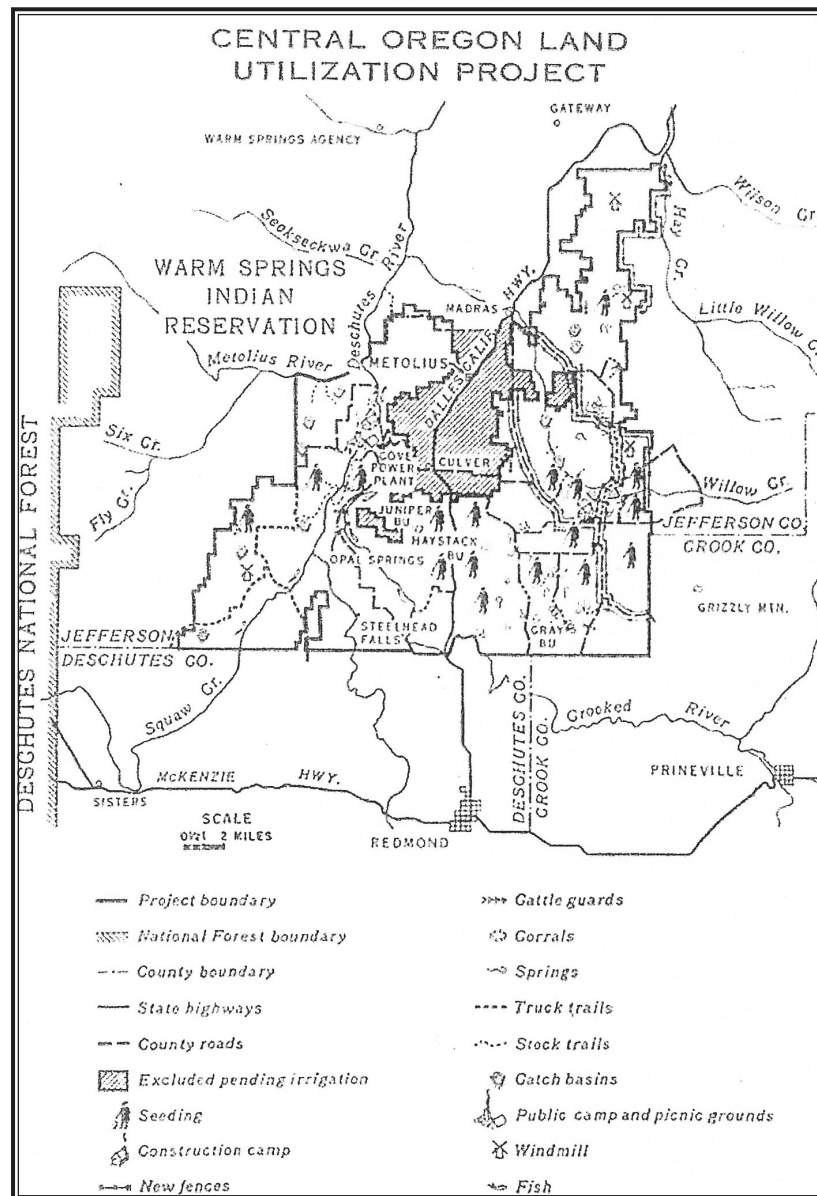 CENTRAL OREGON LAND
UTILIZATION PROJECT
GATEWAY
WARM SPRINGS AGENCY
Wilson Cr.
Seekseekwa Cr.
Hay Cr.
Deschutes River
WARM SPRINGS
INDIAN
RESERVATION
MADRAS
HWY.
DALLES CALIF.
Little Willow Cr.
Metolius River
METOLIUS
Six Cr.
Fly Cr.
COVE
POWER
PLANT
CULVER
Willow Cr.
JUNIPER
BU
HAYSTACK
BU
JEFFERSON CO.
CROOK CO.
OPAL SPRINGS
GRIZZLY MTN.
STEELHEAD
FALLS
GRAY
BU
JEFFERSON
DESCHUTES CO.
DESCHUTES NATIONAL FOREST
Squaw Cr.
DESCHUTES CO.
CROOK CO.
Crooked River
PRINEVILLE
SISTERS
McKENZIE HWY.
SCALE
2 MILES
REDMOND
Project boundary
National Forest boundary
County boundary
State highways
County roads
Excluded pending irrigation
Seeding
Construction camp
New fences
Cattle guards
Corrals
Springs
Truck trails
Stock trails
Catch basins
Public camp and picnic grounds
Windmill
Fish